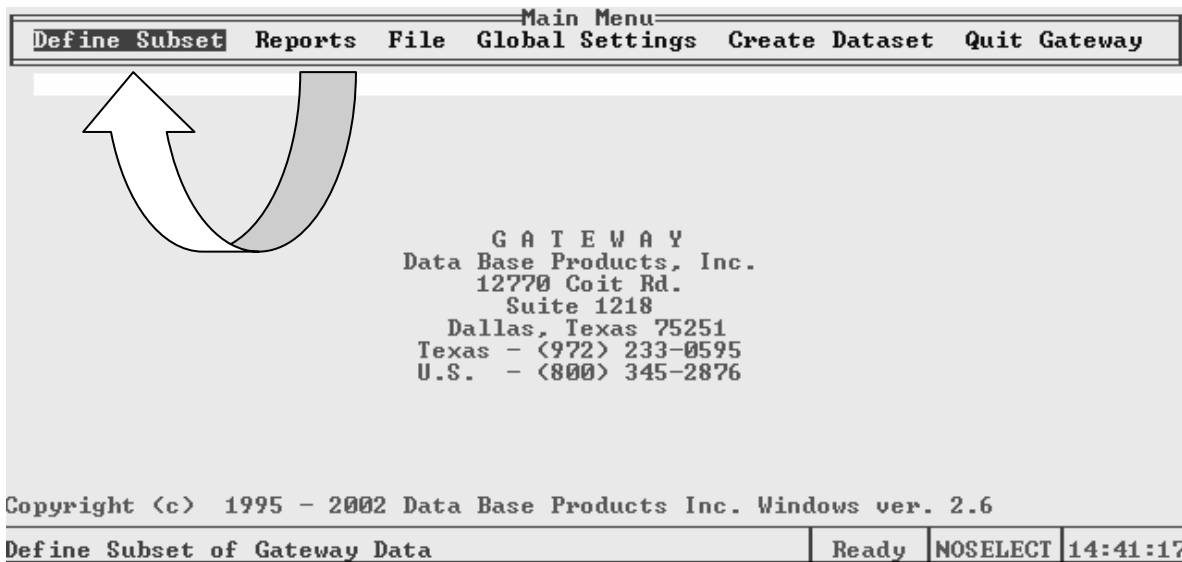 Main Menu
Define Subset Reports File Global Settings Create Dataset Quit Gateway
G A T E W A Y
Data Base Products, Inc.
12770 Coit Rd.
Suite 1218
Dallas, Texas 75251
Texas - (972) 233-0595
U.S. - (800) 345-2876
Copyright (c) 1995 - 2002 Data Base Products Inc. Windows ver. 2.6
Define Subset of Gateway Data Ready NOSELECT 14:41:17